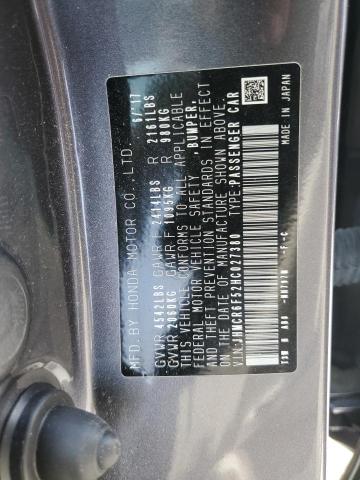 MFD.BY HONDA MOTOR CO.,LTD. 6/'17
GVWR 4542LBS GAWR:F 2414LBS R 2161LBS
GVWR 2060KG GAWR:F 1095KG R 980KG
THIS VEHICLE CONFORMS TO ALL APPLICABLE
FEDERAL MOTOR VEHICLE SAFETY, BUMPER,
AND THEFT PREVENTION STANDARDS IN EFFECT
ON THE DATE OF MANUFACTURE SHOWN ABOVE.
V.I.N:JHMCR6F52HC027380 TYPE:PASSENGER CAR
MADE IN JAPAN